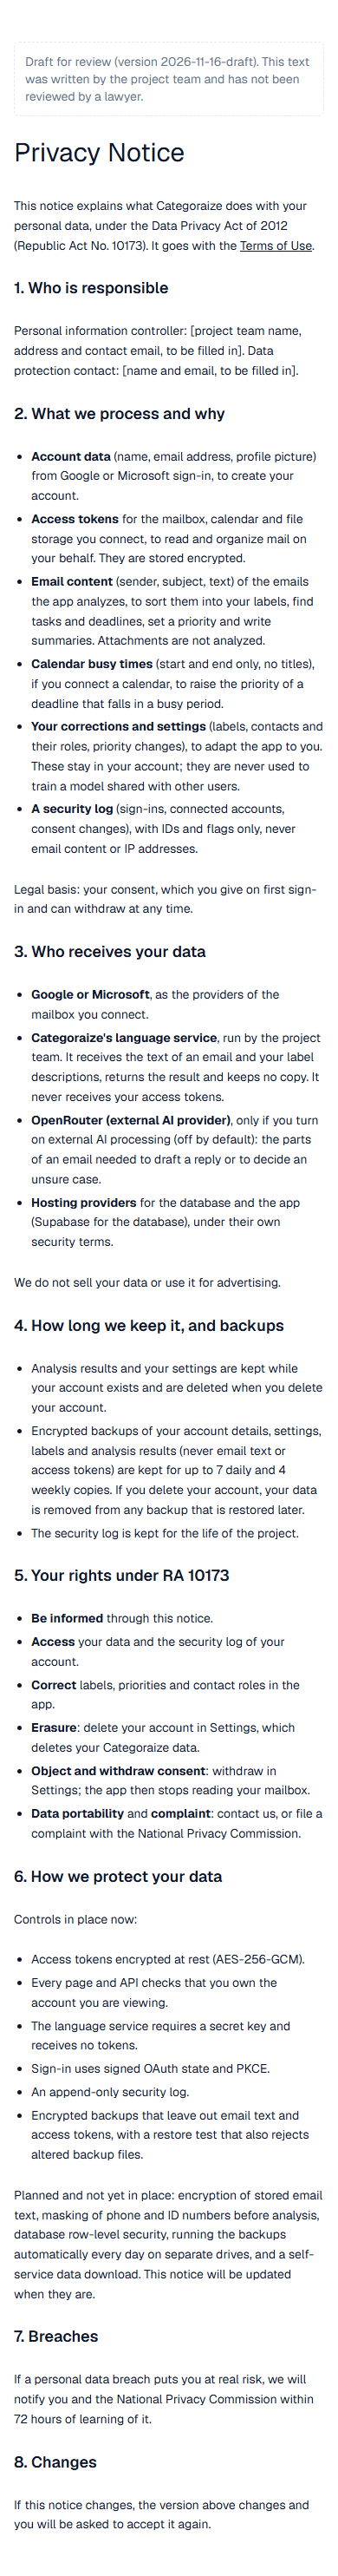 Draft for review (version 2026-11-16-draft). This text
was written by the project team and has not been
reviewed by a lawyer.
Privacy Notice
This notice explains what Categoraize does with your
personal data, under the Data Privacy Act of 2012
(Republic Act No. 10173). It goes with the Terms of Use.
1. Who is responsible
Personal information controller: [project team name,
address and contact email, to be filled in]. Data
protection contact: [name and email, to be filled in].
2. What we process and why
• Account data (name, email address, profile picture)
from Google or Microsoft sign-in, to create your
account.
• Access tokens for the mailbox, calendar and file
storage you connect, to read and organize mail on
your behalf. They are stored encrypted.
• Email content (sender, subject, text) of the emails
the app analyzes, to sort them into your labels, find
tasks and deadlines, set a priority and write
summaries. Attachments are not analyzed.
• Calendar busy times (start and end only, no titles),
if you connect a calendar, to raise the priority of a
deadline that falls in a busy period.
• Your corrections and settings (labels, contacts and
their roles, priority changes), to adapt the app to you.
These stay in your account; they are never used to
train a model shared with other users.
• A security log (sign-ins, connected accounts,
consent changes), with IDs and flags only, never
email content or IP addresses.
Legal basis: your consent, which you give on first sign-
in and can withdraw at any time.
3. Who receives your data
• Google or Microsoft, as the providers of the
mailbox you connect.
• Categoraize's language service, run by the project
team. It receives the text of an email and your label
descriptions, returns the result and keeps no copy. It
never receives your access tokens.
• OpenRouter (external AI provider), only if you turn
on external AI processing (off by default): the parts
of an email needed to draft a reply or to decide an
unsure case.
• Hosting providers for the database and the app
(Supabase for the database), under their own
security terms.
We do not sell your data or use it for advertising.
4. How long we keep it, and backups
• Analysis results and your settings are kept while
your account exists and are deleted when you delete
your account.
• Encrypted backups of your account details, settings,
labels and analysis results (never email text or
access tokens) are kept for up to 7 daily and 4
weekly copies. If you delete your account, your data
is removed from any backup that is restored later.
• The security log is kept for the life of the project.
5. Your rights under RA 10173
• Be informed through this notice.
• Access your data and the security log of your
account.
• Correct labels, priorities and contact roles in the
app.
• Erasure: delete your account in Settings, which
deletes your Categoraize data.
• Object and withdraw consent: withdraw in
Settings; the app then stops reading your mailbox.
• Data portability and complaint: contact us, or file a
complaint with the National Privacy Commission.
6. How we protect your data
Controls in place now:
• Access tokens encrypted at rest (AES-256-GCM).
• Every page and API checks that you own the
account you are viewing.
• The language service requires a secret key and
receives no tokens.
• Sign-in uses signed OAuth state and PKCE.
• An append-only security log.
• Encrypted backups that leave out email text and
access tokens, with a restore test that also rejects
altered backup files.
Planned and not yet in place: encryption of stored email
text, masking of phone and ID numbers before analysis,
database row-level security, running the backups
automatically every day on separate drives, and a self-
service data download. This notice will be updated
when they are.
7. Breaches
If a personal data breach puts you at real risk, we will
notify you and the National Privacy Commission within
72 hours of learning of it.
8. Changes
If this notice changes, the version above changes and
you will be asked to accept it again.